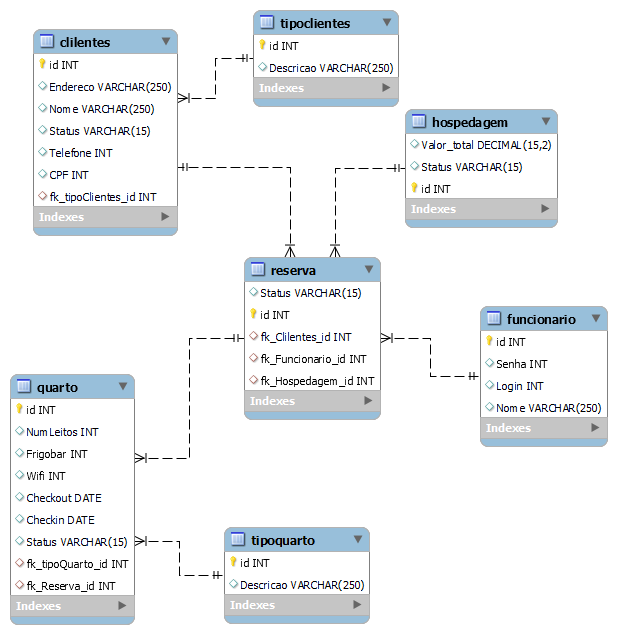 tipoclientes
id INT
Descricao VARCHAR(250)
Indexes
clilentes
id INT
Endereco VARCHAR(250)
Nome VARCHAR(250)
Status VARCHAR(15)
Telefone INT
CPF INT
fk_tipoClientes_id INT
Indexes
hospedagem
Valor_total DECIMAL(15,2)
Status VARCHAR(15)
id INT
Indexes
reserva
Status VARCHAR(15)
id INT
fk_Clilentes_id INT
fk_Funcionario_id INT
fk_Hospedagem_id INT
Indexes
funcionario
id INT
Senha INT
Login INT
Nome VARCHAR(250)
Indexes
quarto
id INT
NumLeitos INT
Frigobar INT
Wifi INT
Checkout DATE
Checkin DATE
Status VARCHAR(15)
fk_tipoQuarto_id INT
fk_Reserva_id INT
Indexes
tipoquarto
id INT
Descricao VARCHAR(250)
Indexes